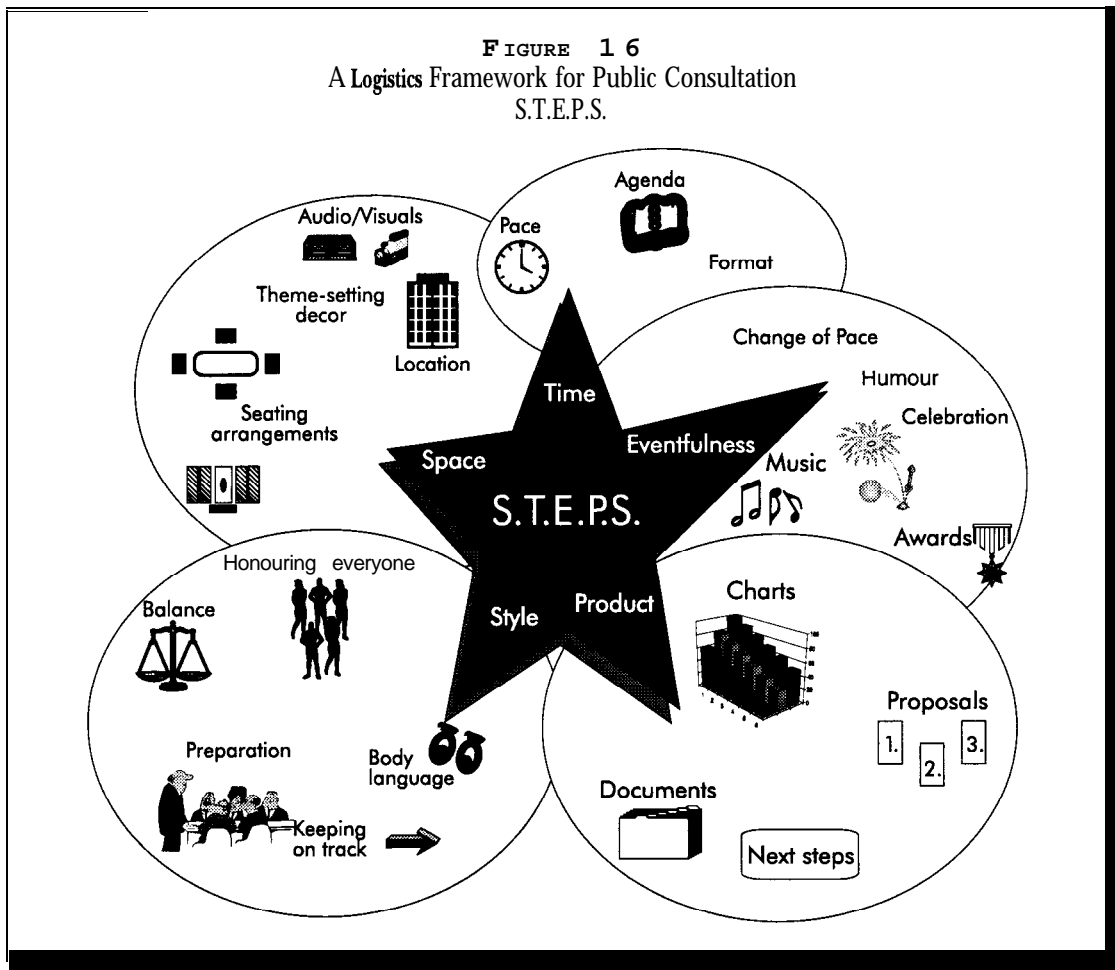 FIGURE 16
A Logistics Framework for Public Consultation
S.T.E.P.S.
Agenda
Pace
Format
Audio/Visuals
Theme-setting
decor
Location
Seating
arrangements
Change of Pace
Humour
Celebration
Music
Awards
Time
Space
Eventfulness
S.T.E.P.S.
Style
Product
Honouring everyone
Balance
Preparation
Body
language
Keeping
on track
Charts
Proposals
1.
2.
3.
Documents
Next steps